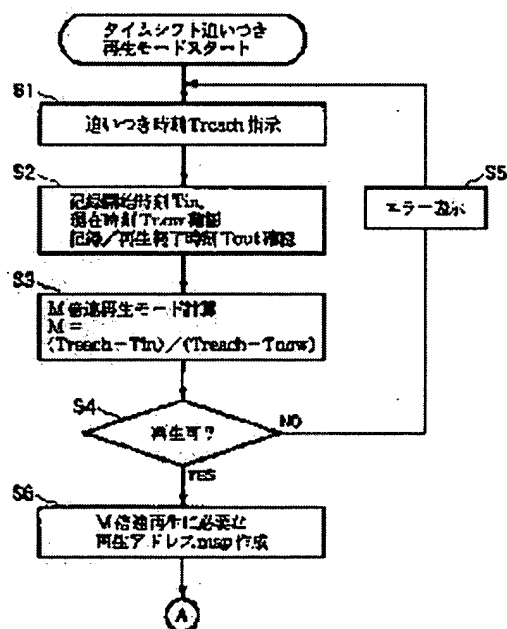 タイムシフト追いつき
再生モードスタート
S1
追いつき時刻Treach指示
S2
記録開始時刻Tin,
現在時刻Tnow確認
記録／再生終了時刻Tout確認
S5
エラー表示
S3
M倍速再生モード計算
M=
(Treach-Tin)/(Treach-Tnow)
S4
再生可？
NO
YES
S6
M倍速再生に必要な
再生アドレスmap作成
A